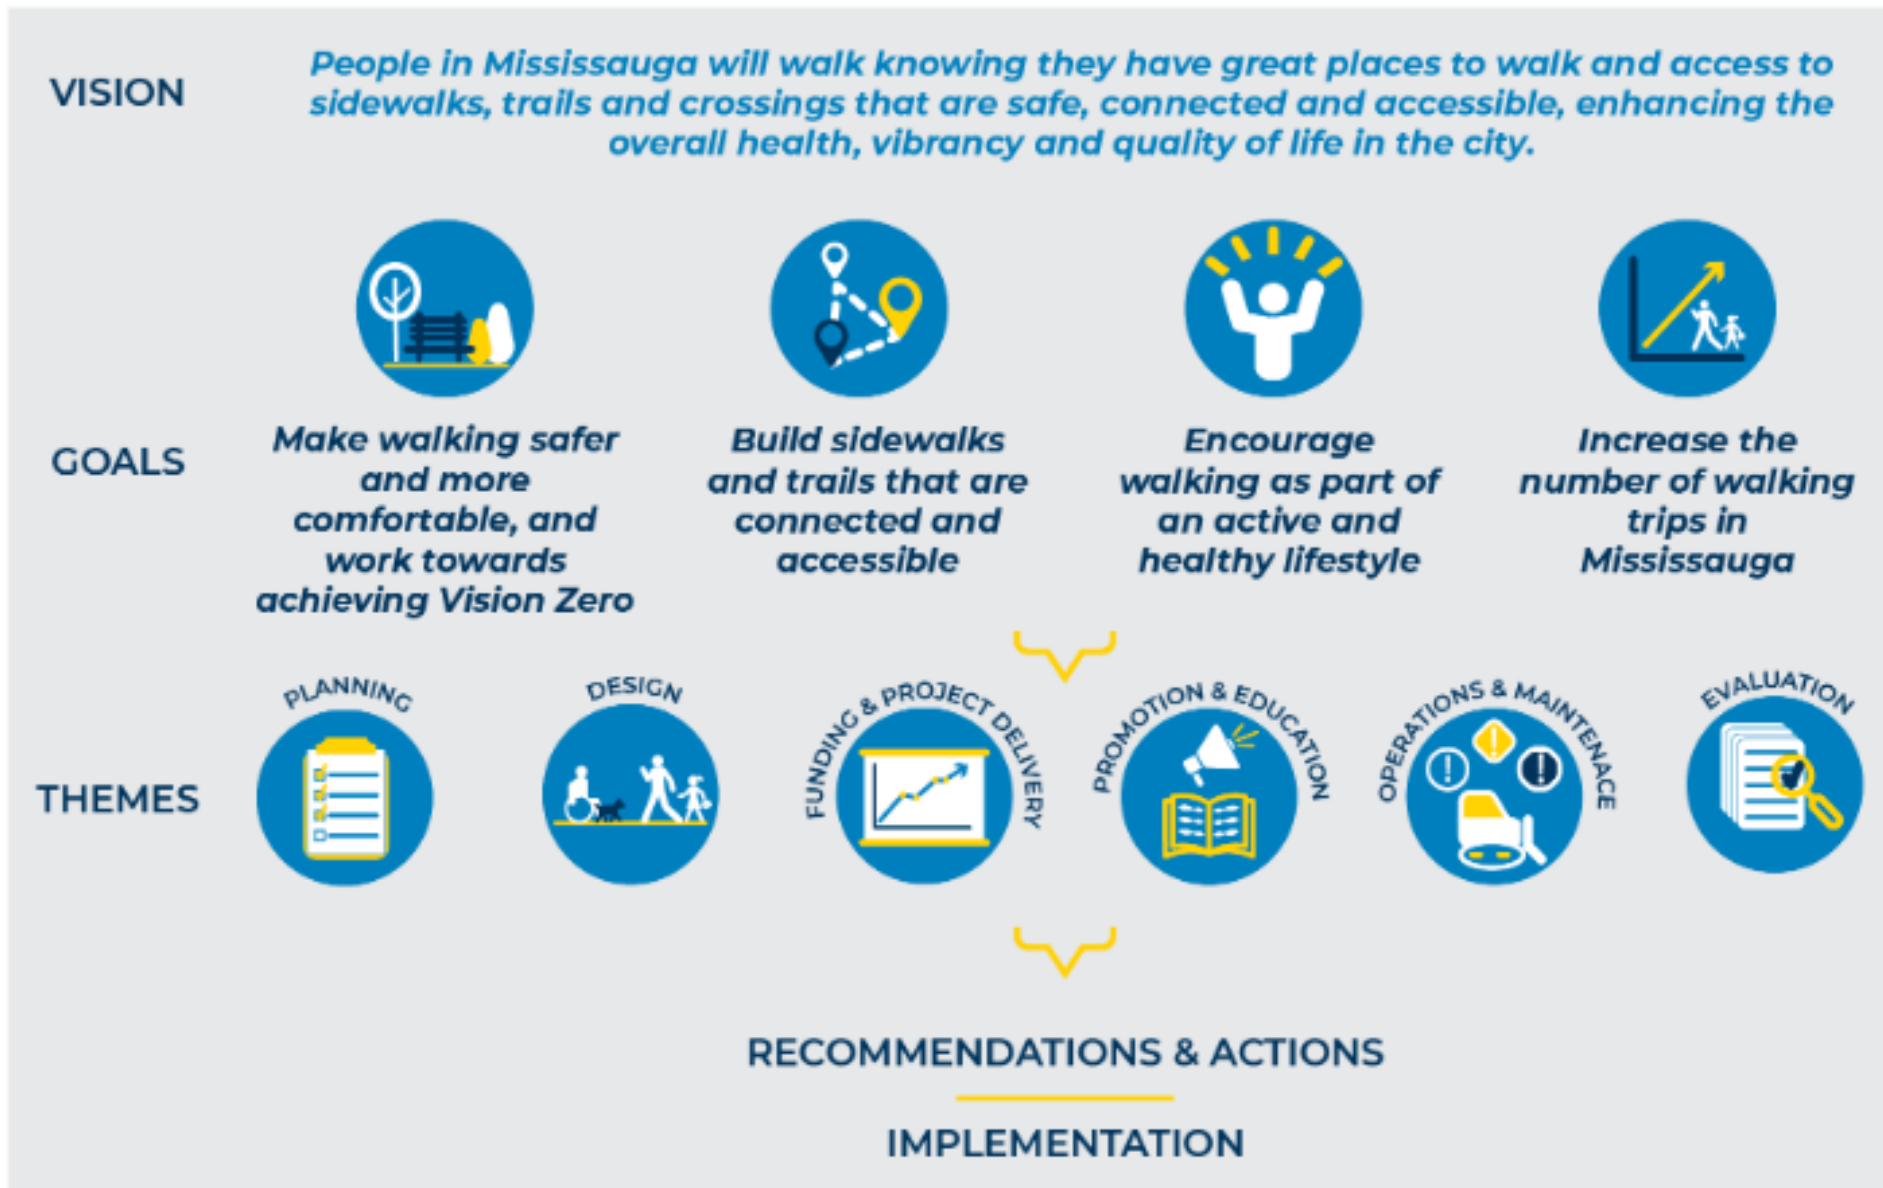 VISION
People in Mississauga will walk knowing they have great places to walk and access to
sidewalks, trails and crossings that are safe, connected and accessible, enhancing the
overall health, vibrancy and quality of life in the city.
GOALS
Make walking safer
and more
comfortable, and
work towards
achieving Vision Zero
Build sidewalks
and trails that are
connected and
accessible
Encourage
walking as part of
an active and
healthy lifestyle
Increase the
number of walking
trips in
Mississauga
THEMES
PLANNING
DESIGN
FUNDING & PROJECT DELIVERY
PROMOTION & EDUCATION
OPERATIONS & MAINTENACE
EVALUATION
RECOMMENDATIONS & ACTIONS
IMPLEMENTATION